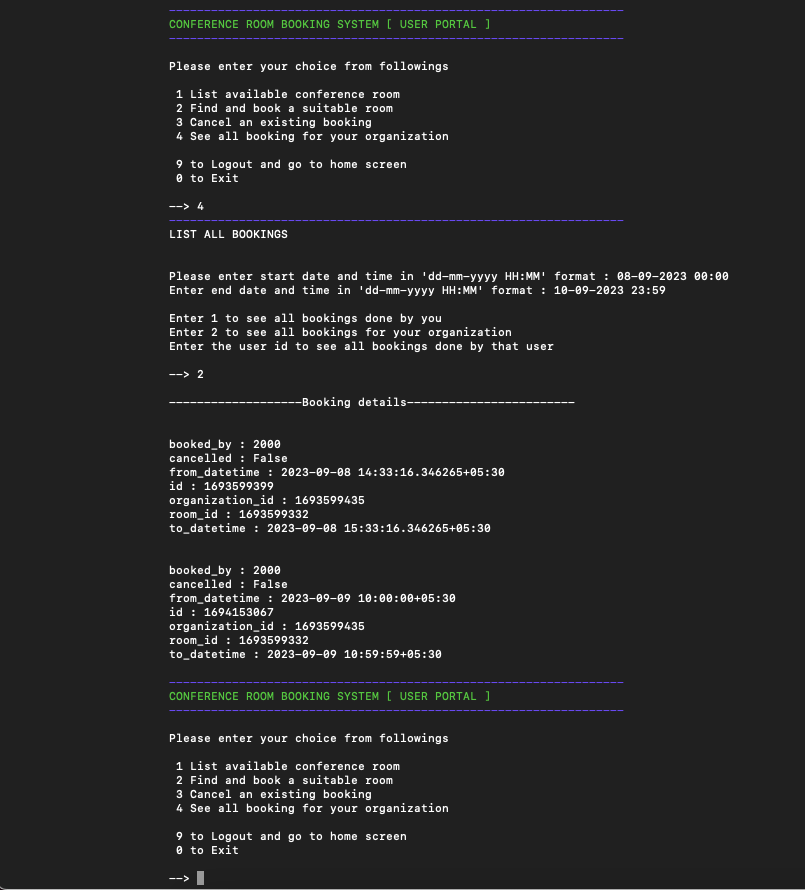 CONFERENCE ROOM BOOKING SYSTEM [ USER PORTAL ]
Please enter your choice from followings
1 List available conference room
2 Find and book a suitable room
3 Cancel an existing booking
4 See all booking for your organization
9 to Logout and go to home screen
0 to Exit
--> 4
LIST ALL BOOKINGS
Please enter start date and time in 'dd-mm-yyyy HH:MM' format : 08-09-2023 00:00
Enter end date and time in 'dd-mm-yyyy HH:MM' format : 10-09-2023 23:59
Enter 1 to see all bookings done by you
Enter 2 to see all bookings for your organization
Enter the user id to see all bookings done by that user
--> 2
-------------------Booking details------------------------
booked_by : 2000
cancelled : False
from_datetime : 2023-09-08 14:33:16.346265+05:30
id : 1693599399
organization_id : 1693599435
room_id : 1693599332
to_datetime : 2023-09-08 15:33:16.346265+05:30
booked_by : 2000
cancelled : False
from_datetime : 2023-09-09 10:00:00+05:30
id : 1694153067
organization_id : 1693599435
room_id : 1693599332
to_datetime : 2023-09-09 10:59:59+05:30
CONFERENCE ROOM BOOKING SYSTEM [ USER PORTAL ]
Please enter your choice from followings
1 List available conference room
2 Find and book a suitable room
3 Cancel an existing booking
4 See all booking for your organization
9 to Logout and go to home screen
0 to Exit
-->